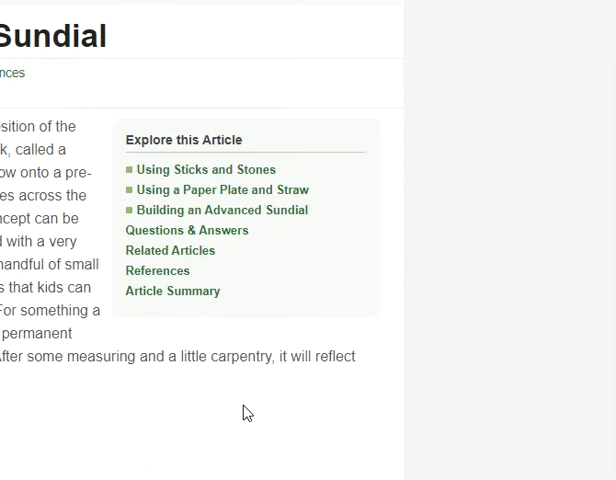 Sundial
nces
sition of the
k, called a
ow onto a pre-
es across the
ncept can be
d with a very
handful of small
s that kids can
For something a
permanent
After some measuring and a little carpentry, it will reflect
Explore this Article
Using Sticks and Stones
Using a Paper Plate and Straw
Building an Advanced Sundial
Questions & Answers
Related Articles
References
Article Summary